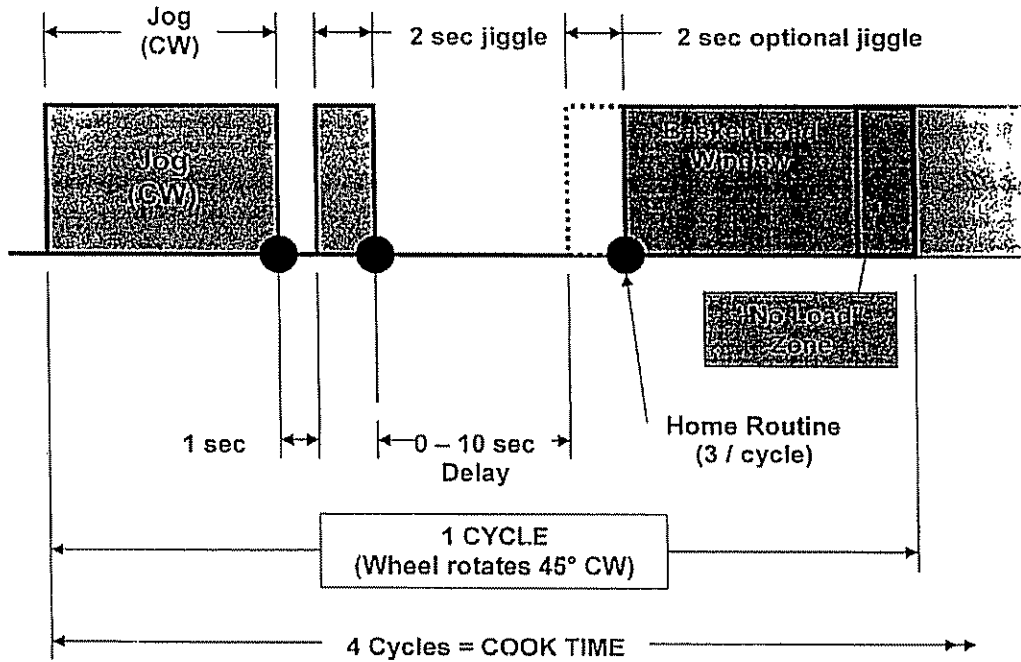 Jog
(CW)
2 sec jiggle
2 sec optional jiggle
Jog
(CW)
Basket Load
Window
No Load
Zone
1 sec
0 – 10 sec
Delay
Home Routine
(3 / cycle)
1 CYCLE
(Wheel rotates 45° CW)
4 Cycles = COOK TIME